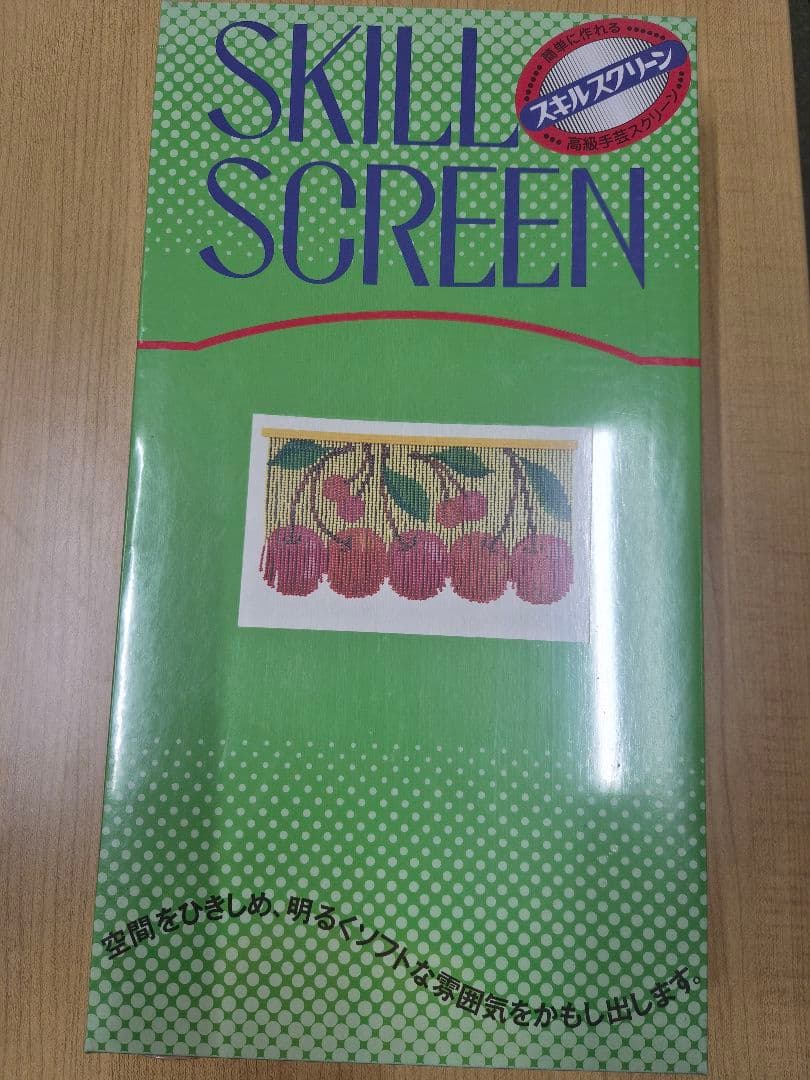 SKILL
SCREEN
簡単に作れる
スキルスクリーン
高級手芸スクリーン
空間をひきしめ、明るくソフトな雰囲気をかもし出します。